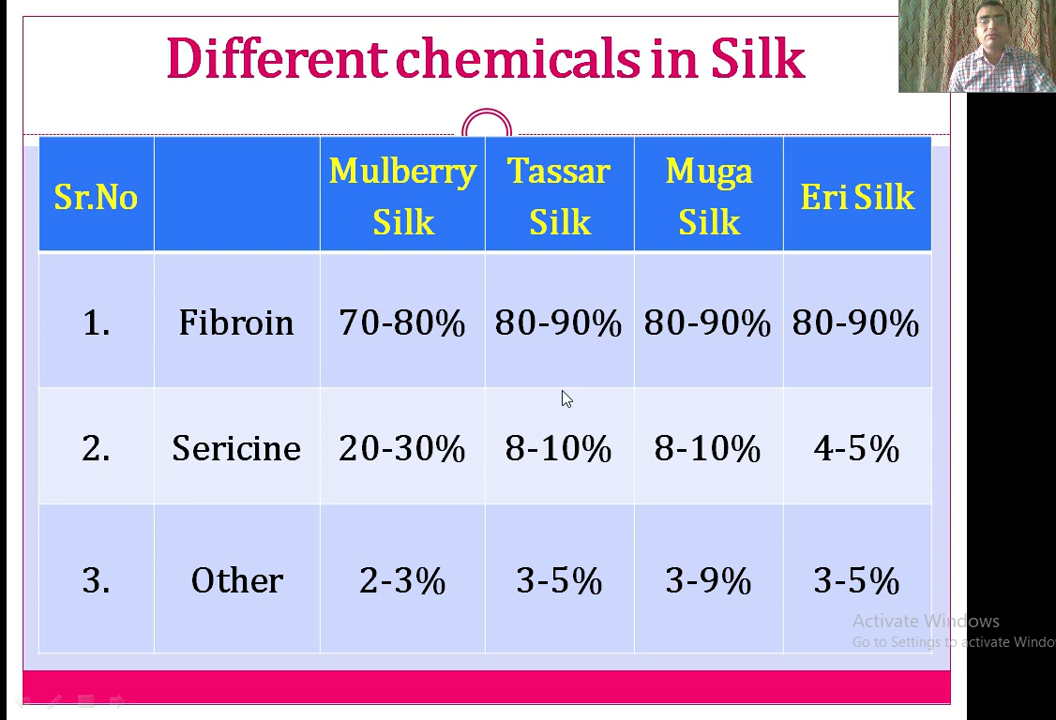 Different chemicals in Silk
Sr.No Mulberry Silk Tassar Silk Muga Silk Eri Silk
1. Fibroin 70-80% 80-90% 80-90% 80-90%
2. Sericine 20-30% 8-10% 8-10% 4-5%
3. Other 2-3% 3-5% 3-9% 3-5%
Activate Windows
Go to Settings to activate Windo